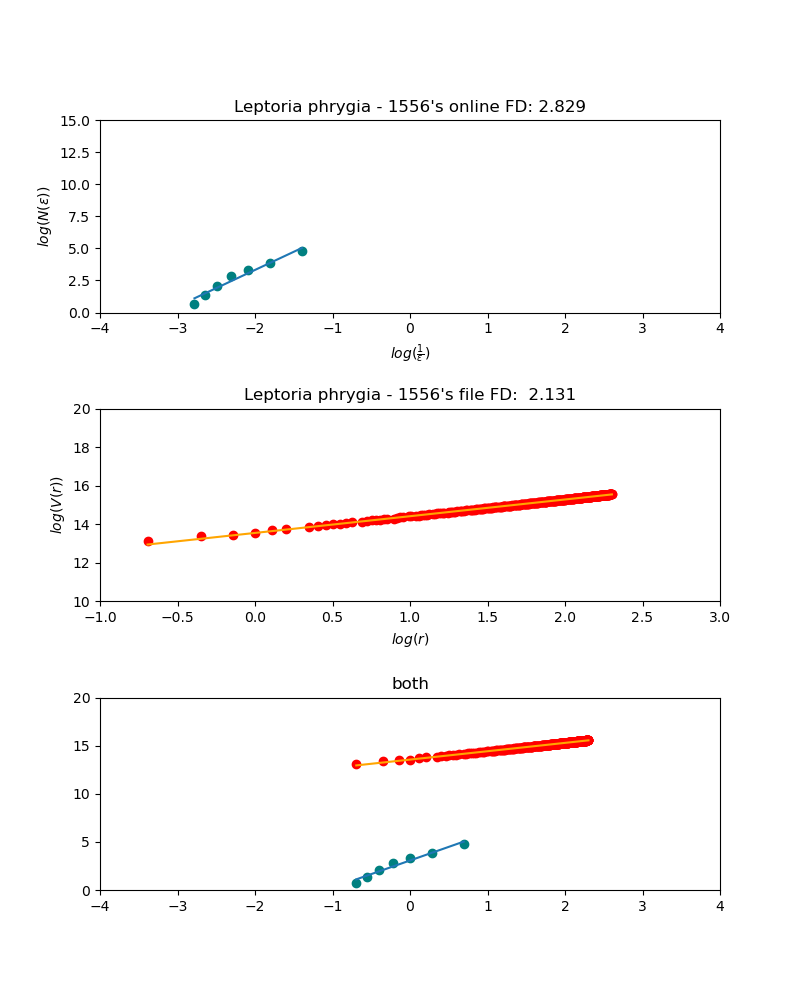 Leptoria phrygia - 1556's online FD: 2.829
15.0
12.5
10.0
7.5
5.0
2.5
0.0
log(N(ε))
−4 −3 −2 −1 0 1 2 3 4
log(1/ε)
Leptoria phrygia - 1556's file FD:  2.131
20
18
16
14
12
10
log(V(r))
−1.0 −0.5 0.0 0.5 1.0 1.5 2.0 2.5 3.0
log(r)
both
20
15
10
5
0
−4 −3 −2 −1 0 1 2 3 4